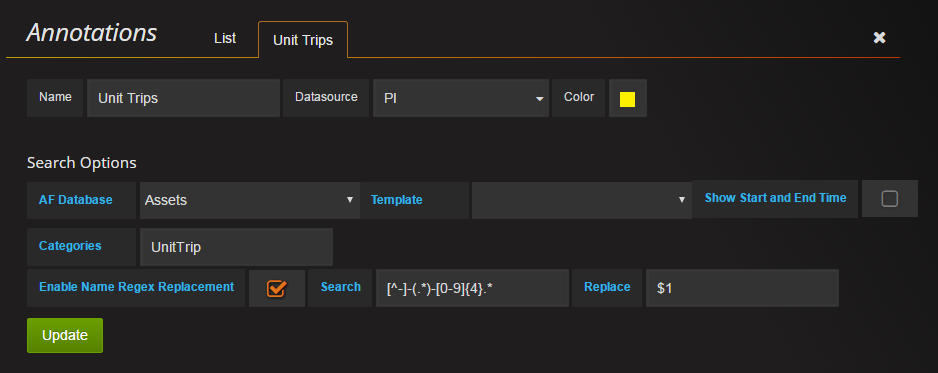 Annotations List Unit Trips ✖
Name Unit Trips Datasource PI Color
Search Options
AF Database Assets Template Show Start and End Time
Categories UnitTrip
Enable Name Regex Replacement Search [^-]-(.*)-[0-9]{4}.* Replace $1
Update